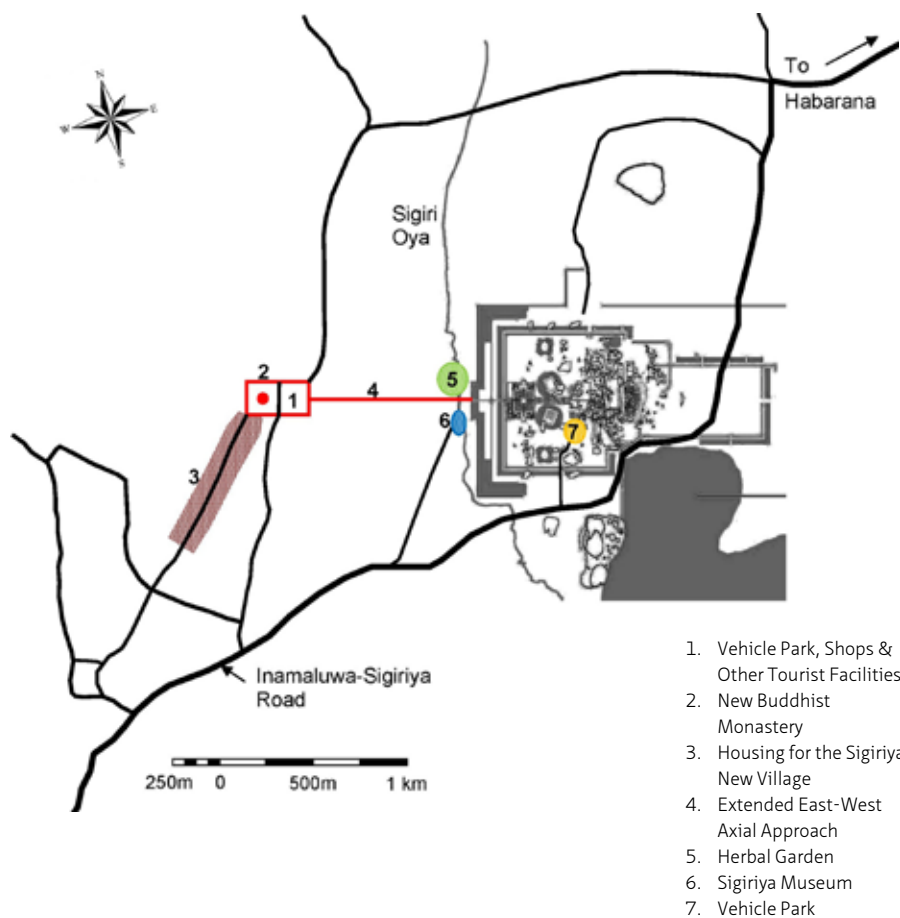 To
Habarana
N
E
W
S
Sigiri
Oya
2
1
4
5
6
7
3
Inamaluwa-Sigiriya
Road
250m 0 500m 1 km
1. Vehicle Park, Shops &
Other Tourist Facilities
2. New Buddhist
Monastery
3. Housing for the Sigiriya
New Village
4. Extended East-West
Axial Approach
5. Herbal Garden
6. Sigiriya Museum
7. Vehicle Park